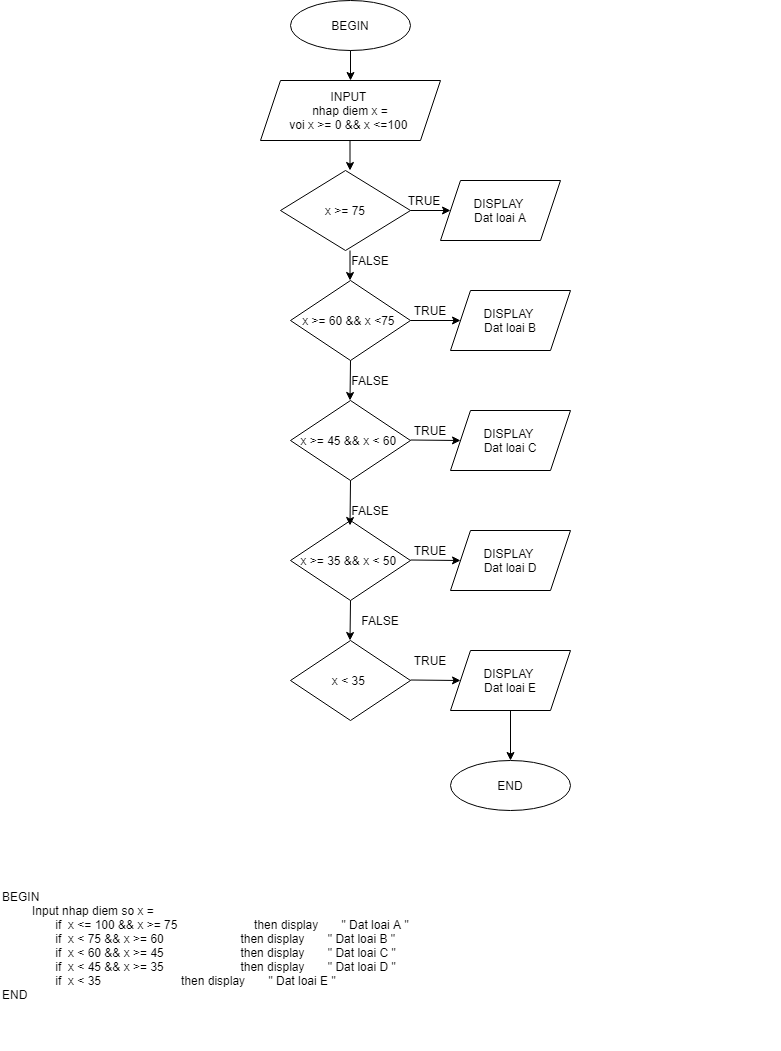 BEGIN
INPUT
nhap diem x =
voi x >= 0 && x <=100
x >= 75
TRUE
DISPLAY
Dat loai A
FALSE
x >= 60 && x <75
TRUE
DISPLAY
Dat loai B
FALSE
x >= 45 && x < 60
TRUE
DISPLAY
Dat loai C
FALSE
x >= 35 && x < 50
TRUE
DISPLAY
Dat loai D
FALSE
x < 35
TRUE
DISPLAY
Dat loai E
END
BEGIN
Input nhap diem so x =
if x <= 100 && x >= 75 then display " Dat loai A "
if x < 75 && x >= 60 then display " Dat loai B "
if x < 60 && x >= 45 then display " Dat loai C "
if x < 45 && x >= 35 then display " Dat loai D "
if x < 35 then display " Dat loai E "
END